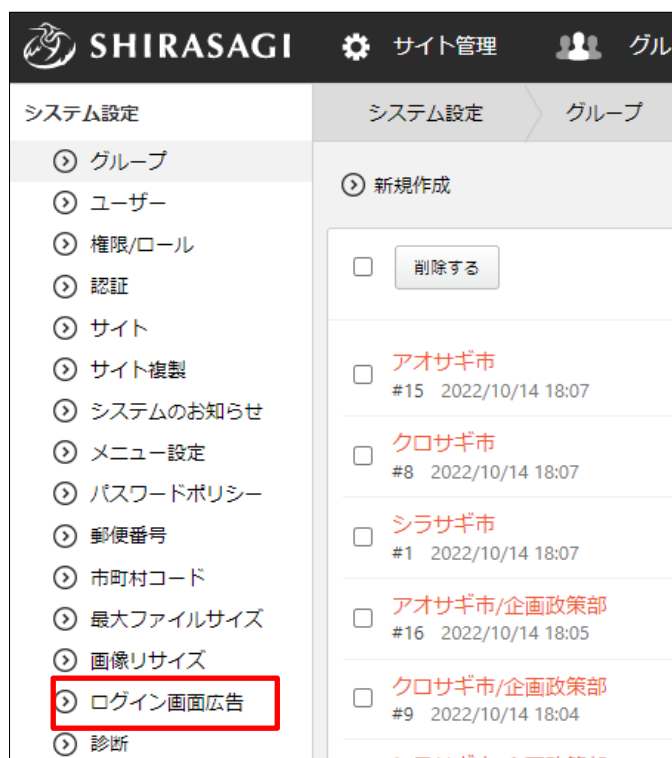 SHIRASAGI
サイト管理
グル
システム設定
グループ
ユーザー
権限/ロール
認証
サイト
サイト複製
システムのお知らせ
メニュー設定
パスワードポリシー
郵便番号
市町村コード
最大ファイルサイズ
画像リサイズ
ログイン画面広告
診断
システム設定
グループ
新規作成
削除する
アオサギ市
#15 2022/10/14 18:07
クロサギ市
#8 2022/10/14 18:07
シラサギ市
#1 2022/10/14 18:07
アオサギ市/企画政策部
#16 2022/10/14 18:05
クロサギ市/企画政策部
#9 2022/10/14 18:04